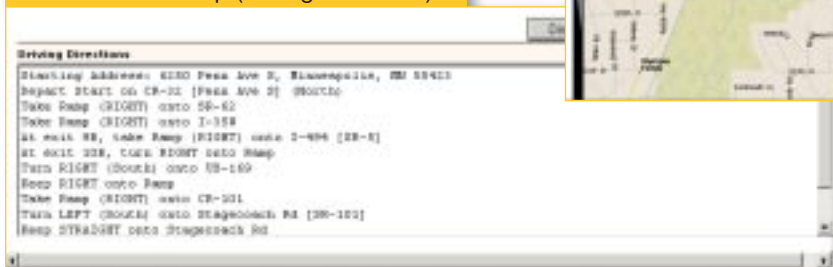 Driving Directions
Starting Address: 6250 Penn Ave S, Minneapolis, MN 55423
Depart Start on CR-32 [Penn Ave S] (North)
Take Ramp (RIGHT) onto SR-62
Take Ramp (RIGHT) onto I-35W
At exit 9B, take Ramp (RIGHT) onto I-494 [SR-5]
At exit 10B, turn RIGHT onto Ramp
Turn RIGHT (South) onto US-169
Keep RIGHT onto Ramp
Take Ramp (RIGHT) onto CR-101
Turn LEFT (South) onto Stagecoach Rd [SR-101]
Keep STRAIGHT onto Stagecoach Rd